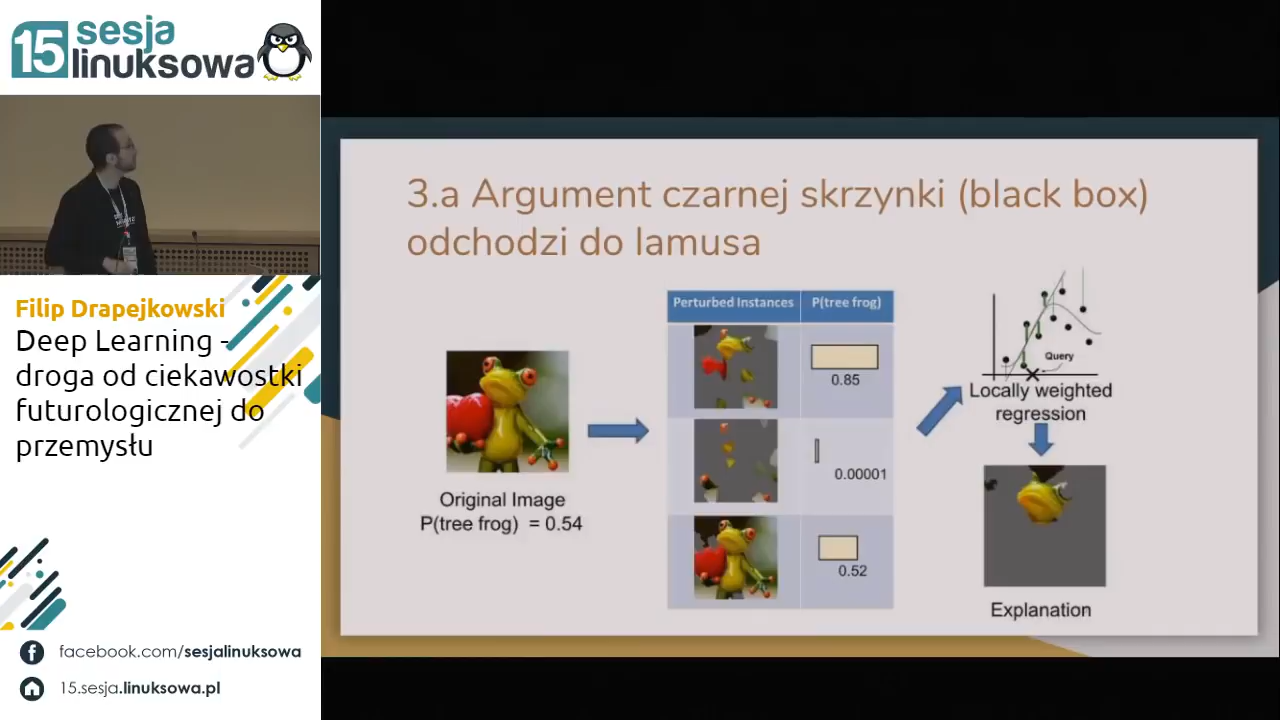 15 sesja
linuksowa
Filip Drapejkowski
Deep Learning -
droga od ciekawostki
futurologicznej do
przemysłu
facebook.com/sesjalinuksowa
15.sesja.linuksowa.pl
3.a Argument czarnej skrzynki (black box)
odchodzi do lamusa
Original Image
P(tree frog) = 0.54
Perturbed Instances P(tree frog)
0.85
0.00001
0.52
Query
Locally weighted
regression
Explanation